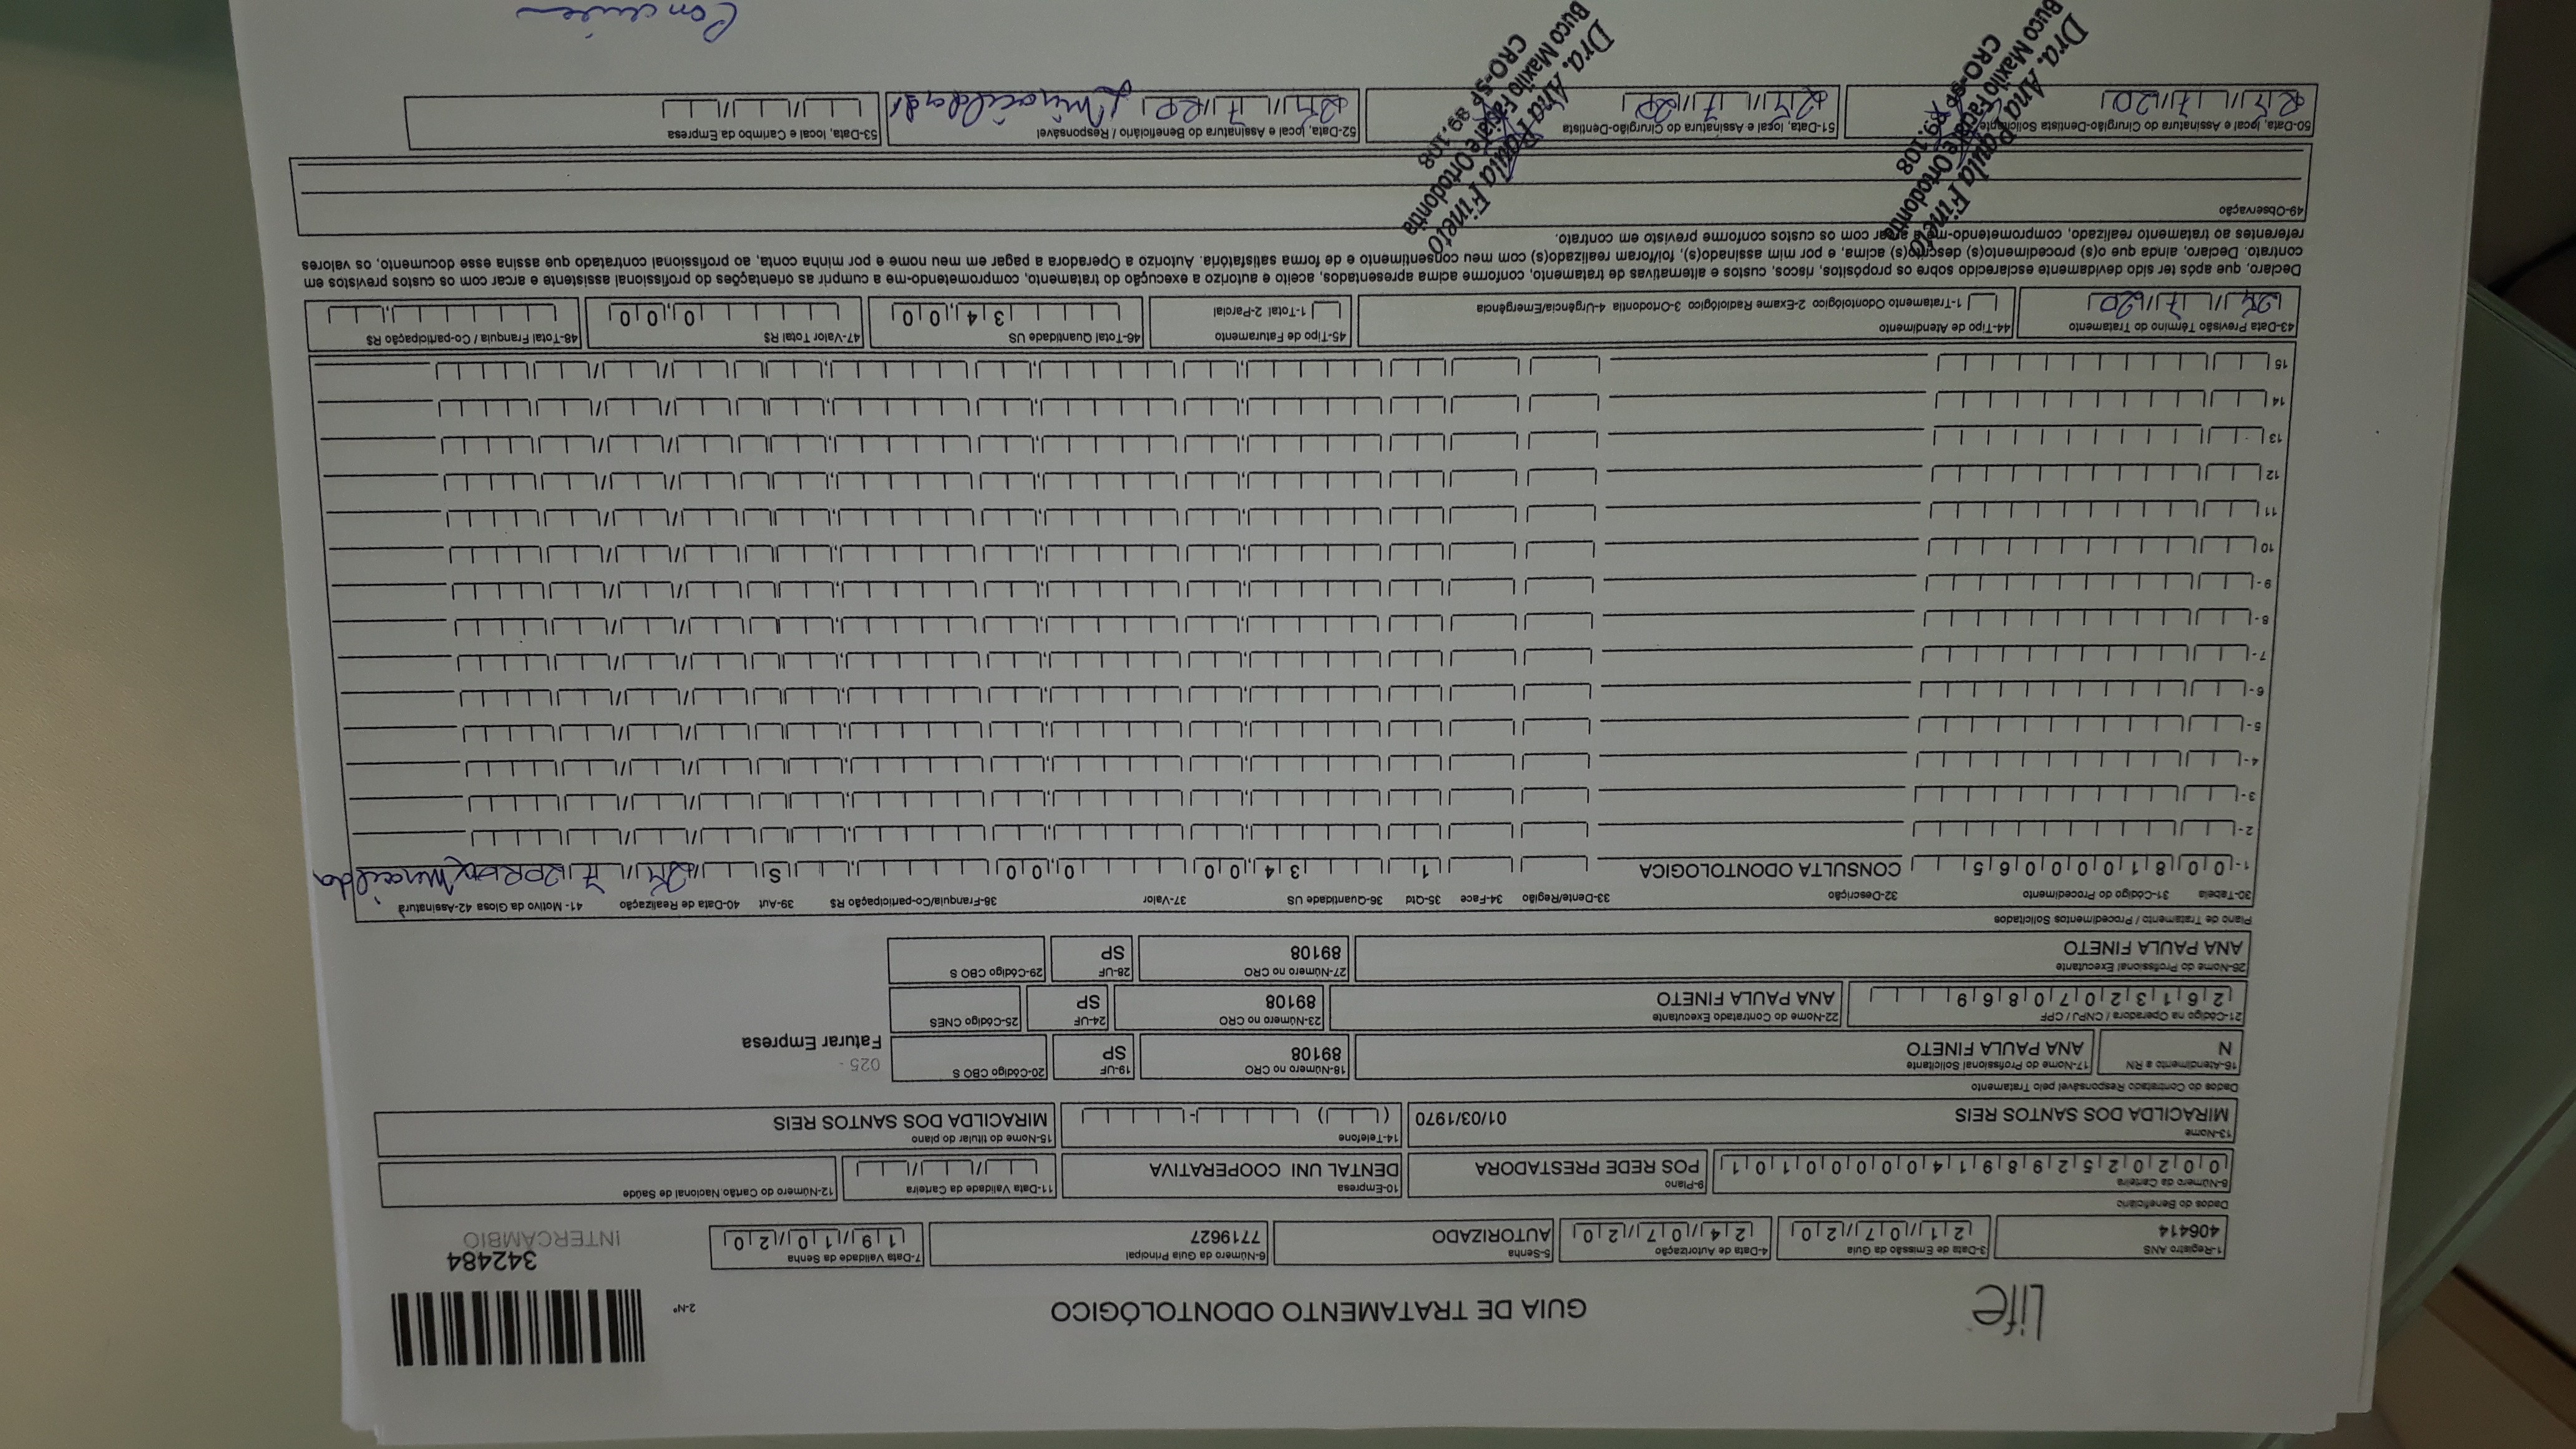 Life
GUIA DE TRATAMENTO ODONTOLÓGICO
2-Nº
342484
INTERCAMBIO
1-Registro ANS
406414
3-Data de Emissão da Guia
21/07/20
4-Data de Autorização
24/07/20
5-Senha
AUTORIZADO
6-Número da Guia Principal
7719627
7-Data Validade da Senha
19/10/20
Dados do Beneficiário
8-Número da Carteira
00202529891400000101
9-Plano
POS REDE PRESTADORA
10-Empresa
DENTAL UNI COOPERATIVA
11-Data Validade da Carteira
12-Número do Cartão Nacional de Saúde
13-Nome
MIRACILDA DOS SANTOS REIS
01/03/1970
14-Telefone
15-Nome do titular do plano
MIRACILDA DOS SANTOS REIS
Dados do Contratado Responsável pelo Tratamento
16-Atendimento a RN
N
17-Nome do Profissional Solicitante
ANA PAULA FINETO
18-Número no CRO
89108
19-UF
SP
20-Código CBO S
025 -
Faturar Empresa
21-Código na Operadora / CNPJ / CPF
26132070869
22-Nome do Contratado Executante
ANA PAULA FINETO
23-Número no CRO
89108
24-UF
SP
25-Código CNES
26-Nome do Profissional Executante
ANA PAULA FINETO
27-Número no CRO
89108
28-UF
SP
29-Código CBO S
Plano de Tratamento / Procedimentos Solicitados
30-Tabela 31-Código do Procedimento 32-Descrição 33-Dente/Região 34-Face 35-Qtd 36-Quantidade US 37-Valor 38-Franquia/Co-participação R$ 39-Aut 40-Data de Realização 41- Motivo da Glosa 42-Assinatura
1- 00 81000065 CONSULTA ODONTOLOGICA 1 34,00 0,00 S
2-
3-
4-
5-
6-
7-
8-
9-
10
11
12
13
14
15
43-Data Previsão Término do Tratamento
44-Tipo de Atendimento
1-Tratamento Odontológico 2-Exame Radiológico 3-Ortodontia 4-Urgência/Emergência
45-Tipo de Faturamento
1-Total 2-Parcial
46-Total Quantidade US
34,00
47-Valor Total R$
0,00
48-Total Franquia / Co-participação R$
Declaro, que após ter sido devidamente esclarecido sobre os propósitos, riscos, custos e alternativas de tratamento, conforme acima apresentados, aceito e autorizo a execução do tratamento, comprometendo-me a cumprir as orientações do profissional assistente e arcar com os custos previstos em
contrato. Declaro, ainda que o(s) procedimento(s) descrito(s) acima, e por mim assinado(s), foi/foram realizado(s) com meu consentimento e de forma satisfatória. Autorizo a Operadora a pagar em meu nome e por minha conta, ao profissional contratado que assina esse documento, os valores
referentes ao tratamento realizado, comprometendo-me a arcar com os custos conforme previsto em contrato.
49-Observação
50-Data, local e Assinatura do Cirurgião-Dentista Solicitante
51-Data, local e Assinatura do Cirurgião-Dentista
52-Data, local e Assinatura do Beneficiário / Responsável
53-Data, local e Carimbo da Empresa
Dra. Ana Paula Fineto
Buco Maxilo Facial e Ortodontia
CRO-SP 89.108
Dra. Ana Paula Fineto
Buco Maxilo Facial e Ortodontia
CRO-SP 89.108